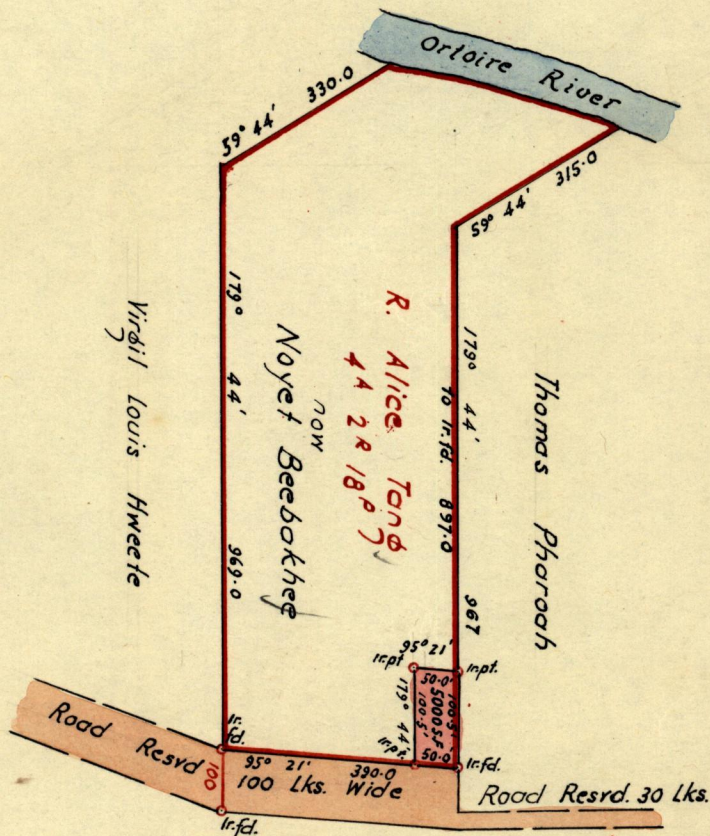 Ortoire River
330.0
59° 44'
315.0
59° 44'
179° 44' 969.0
Virgil Louis Hweete
Noyet Beebakhee
now
R. Alice Tang
4A 2R 18P
179° 44' 967
To Ir.fd. 897.0
Thomas Pharoah
95° 21'
Ir.pt
Ir.pt.
50.0'
5000 S.F.
100.5'
100.5'
179° 44'
50.0
Ir.pt.
Ir.fd.
Ir.
fd.
Road Resrvd
100
95° 21' 390.0
100 Lks. Wide
Road Resrd. 30 Lks.
Ir.fd.